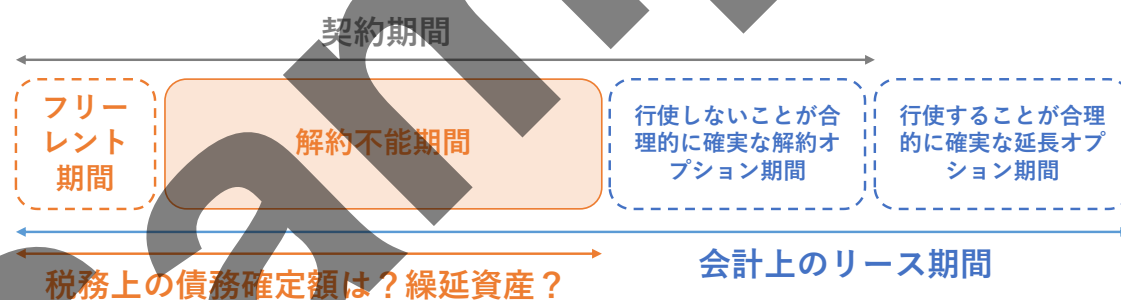 契約期間
フリー
レント
期間
解約不能期間
行使しないことが合
理的に確実な解約オ
プション期間
行使することが合理
的に確実な延長オプ
ション期間
税務上の債務確定額は？繰延資産？
会計上のリース期間